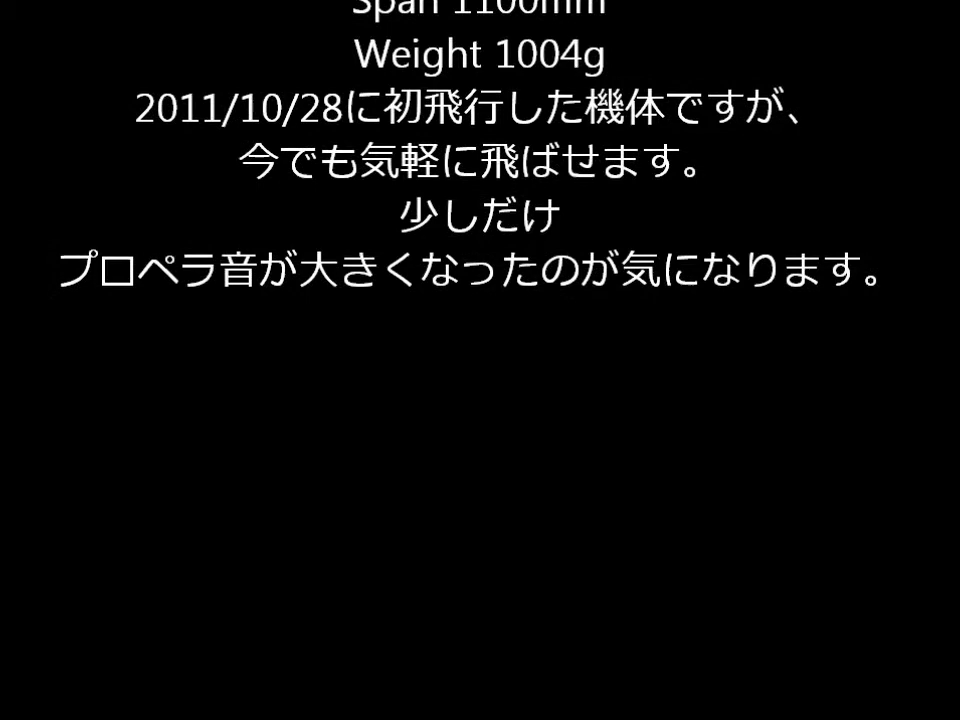 Span 1100mm
Weight 1004g
2011/10/28に初飛行した機体ですが、
今でも気軽に飛ばせます。
少しだけ
プロペラ音が大きくなったのが気になります。